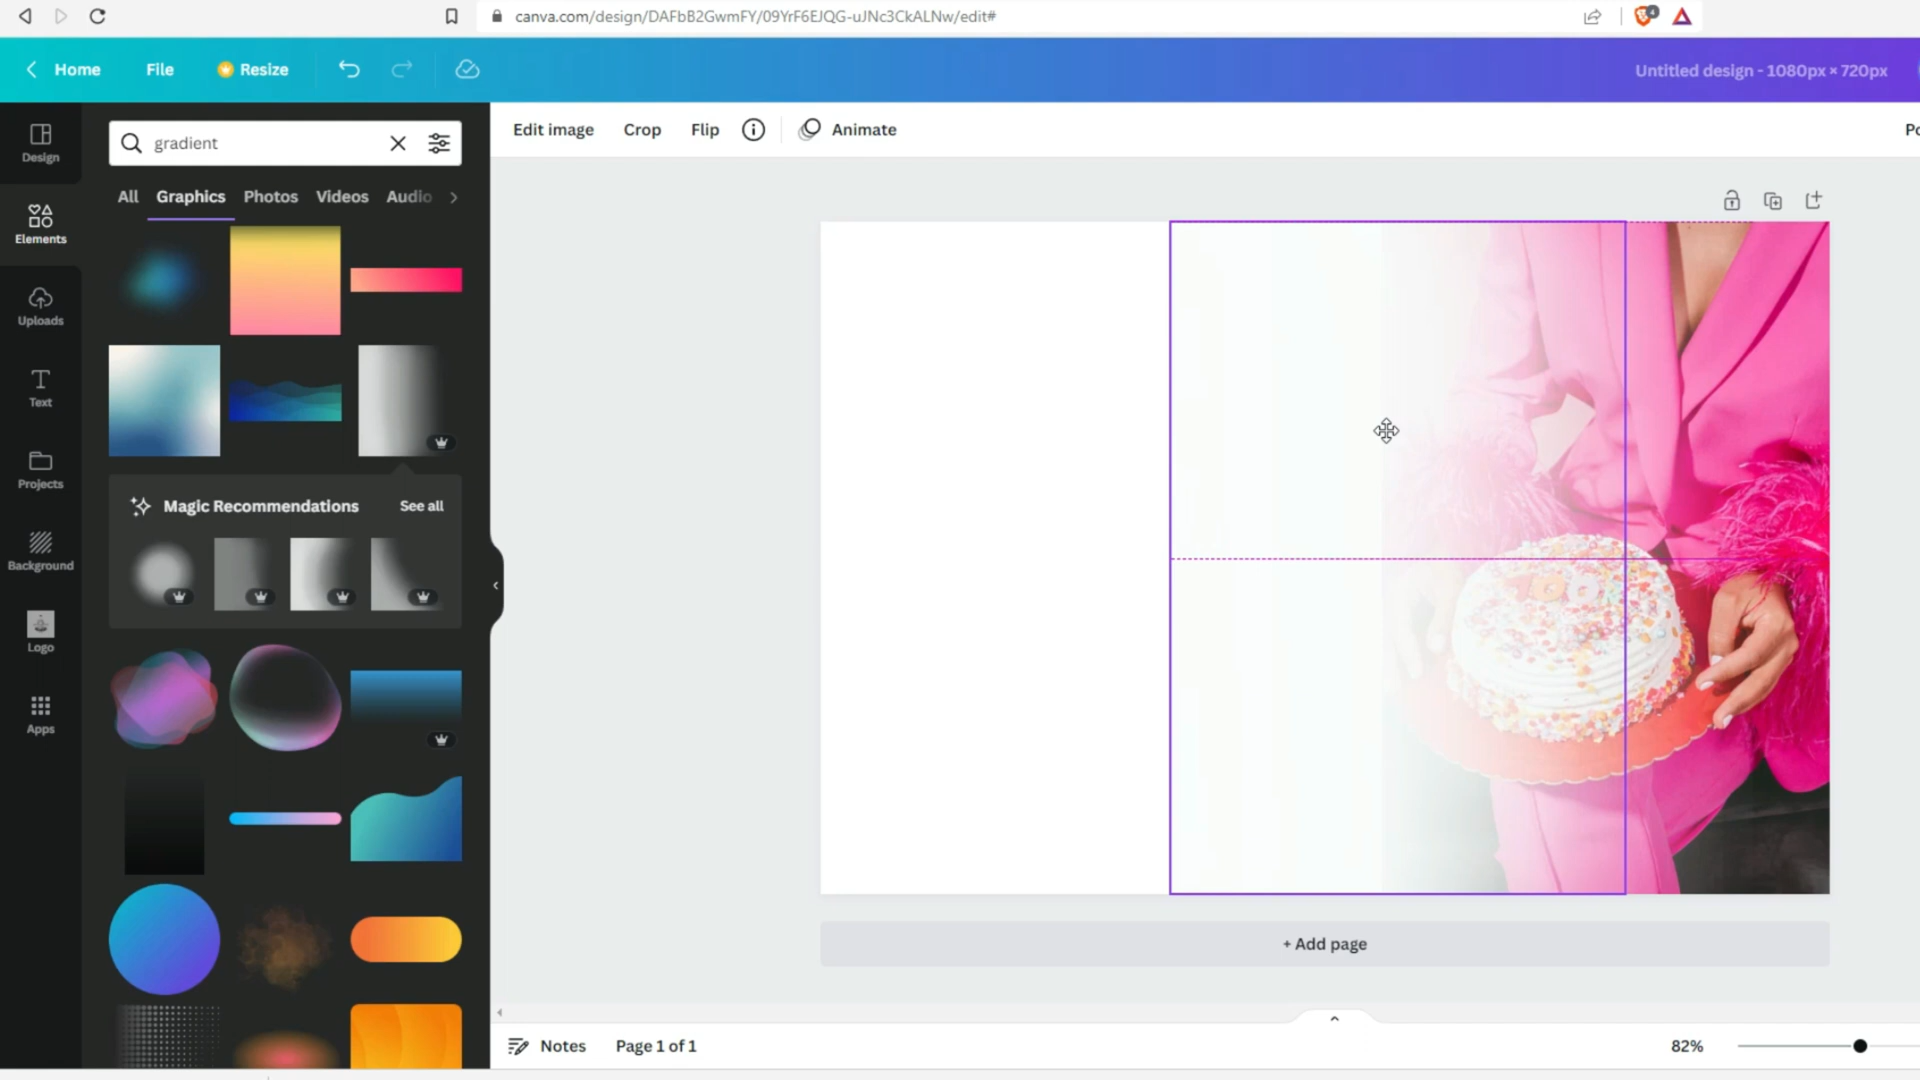 canva.com/design/DAFbB2GwmFY/09YrF6EJQG-uJNc3CkALNw/edit#
4
Home
File
Resize
Untitled design - 1080px × 720px
Design
Elements
Uploads
Text
Projects
Background
Logo
Apps
gradient
All
Graphics
Photos
Videos
Audio
Magic Recommendations
See all
Edit image
Crop
Flip
Animate
Po
+ Add page
Notes
Page 1 of 1
82%